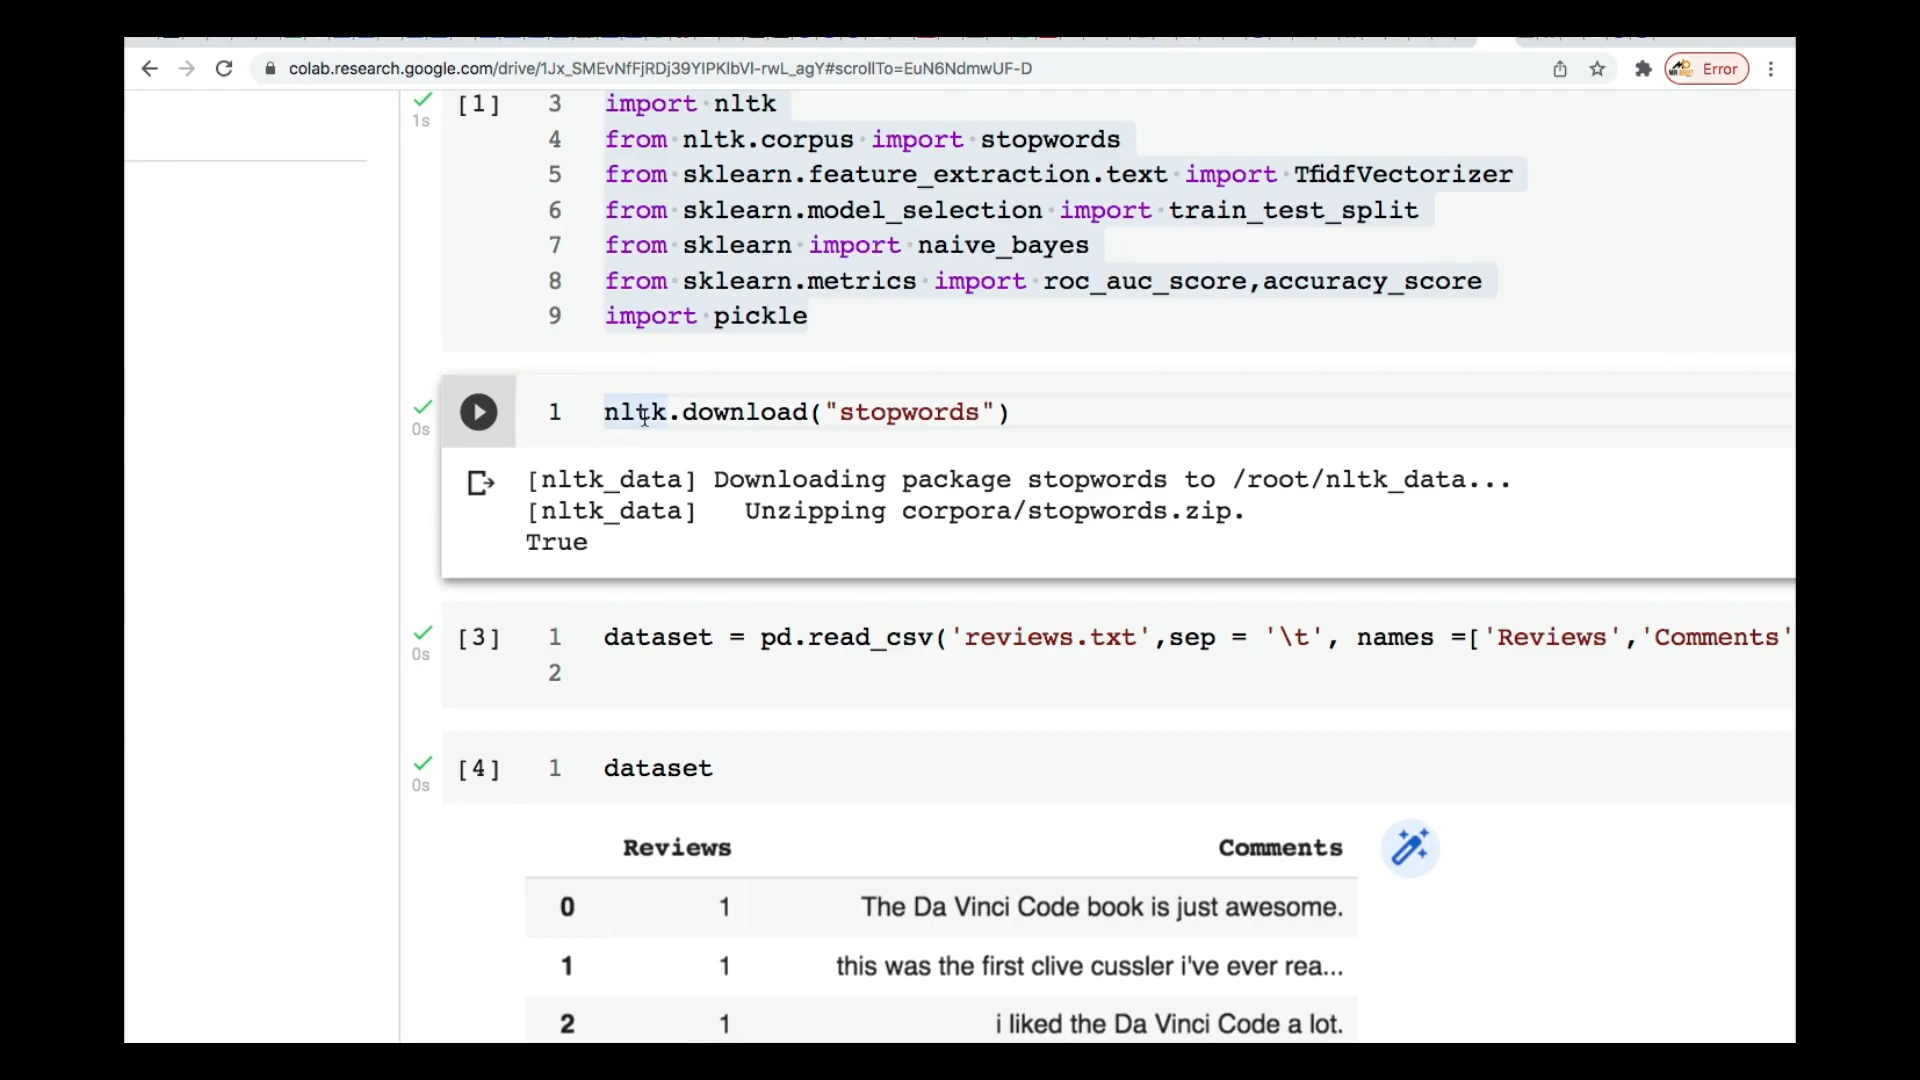 colab.research.google.com/drive/1Jx_SMEvNfFjRDj39YIPKlbVI-rwL_agY#scrollTo=EuN6NdmwUF-D
Error
1s
[1]
3 import nltk
4 from nltk.corpus import stopwords
5 from sklearn.feature_extraction.text import TfidfVectorizer
6 from sklearn.model_selection import train_test_split
7 from sklearn import naive_bayes
8 from sklearn.metrics import roc_auc_score,accuracy_score
9 import pickle
0s
1 nltk.download("stopwords")
[nltk_data] Downloading package stopwords to /root/nltk_data...
[nltk_data]   Unzipping corpora/stopwords.zip.
True
0s
[3]
1 dataset = pd.read_csv('reviews.txt',sep = '\t', names =['Reviews','Comments'
2
0s
[4]
1 dataset
Reviews Comments
0 1 The Da Vinci Code book is just awesome.
1 1 this was the first clive cussler i've ever rea...
2 1 i liked the Da Vinci Code a lot.